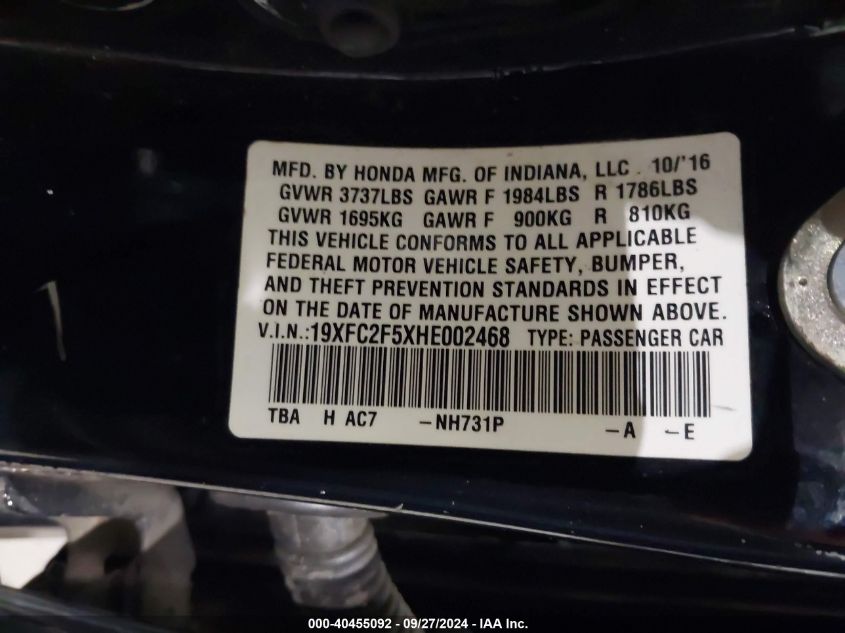 MFD. BY HONDA MFG. OF INDIANA, LLC . 10/'16
GVWR 3737LBS GAWR F 1984LBS R 1786LBS
GVWR 1695KG GAWR F 900KG R 810KG
THIS VEHICLE CONFORMS TO ALL APPLICABLE
FEDERAL MOTOR VEHICLE SAFETY, BUMPER,
AND THEFT PREVENTION STANDARDS IN EFFECT
ON THE DATE OF MANUFACTURE SHOWN ABOVE.
V.I.N.:19XFC2F5XHE002468 TYPE: PASSENGER CAR
TBA H AC7 –NH731P –A –E
000-40455092 - 09/27/2024 - IAA Inc.